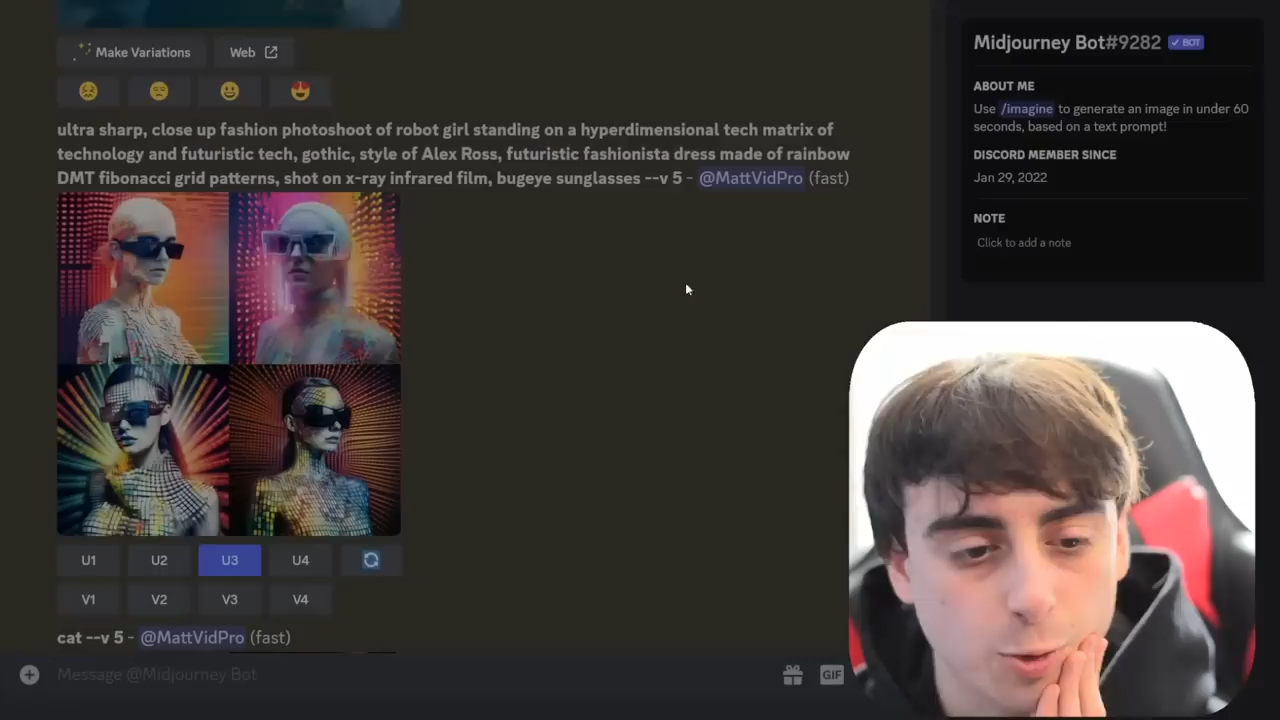 Make Variations
Web
ultra sharp, close up fashion photoshoot of robot girl standing on a hyperdimensional tech matrix of
technology and futuristic tech, gothic, style of Alex Ross, futuristic fashionista dress made of rainbow
DMT fibonacci grid patterns, shot on x-ray infrared film, bugeye sunglasses --v 5 - @MattVidPro (fast)
U1 U2 U3 U4
V1 V2 V3 V4
cat --v 5 - @MattVidPro (fast)
Message @Midjourney Bot
GIF
Midjourney Bot#9282 ✓ BOT
ABOUT ME
Use /imagine to generate an image in under 60
seconds, based on a text prompt!
DISCORD MEMBER SINCE
Jan 29, 2022
NOTE
Click to add a note